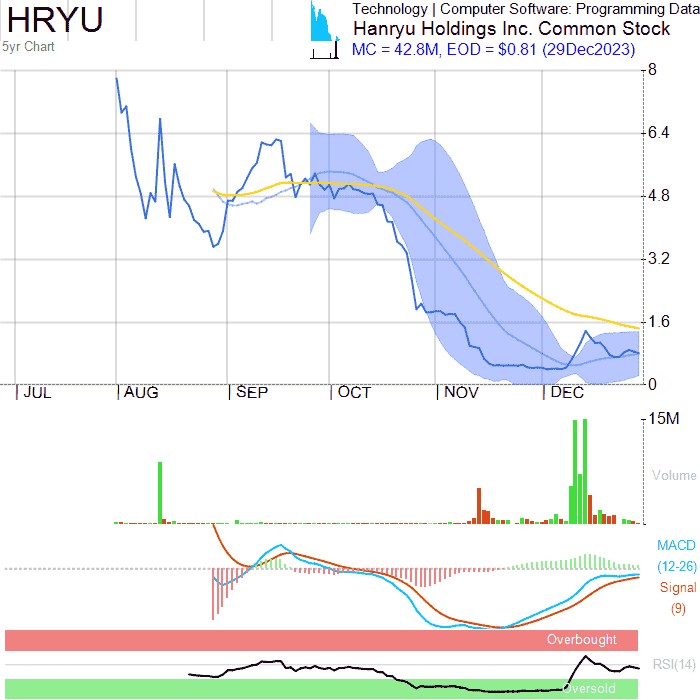 HRYU
5yr Chart
Technology | Computer Software: Programming Data
Hanryu Holdings Inc. Common Stock
MC = 42.8M, EOD = $0.81 (29Dec2023)
8
6.4
4.8
3.2
1.6
0
JUL AUG SEP OCT NOV DEC
15M
Volume
MACD
(12-26)
Signal
(9)
Overbought
RSI(14)
Oversold